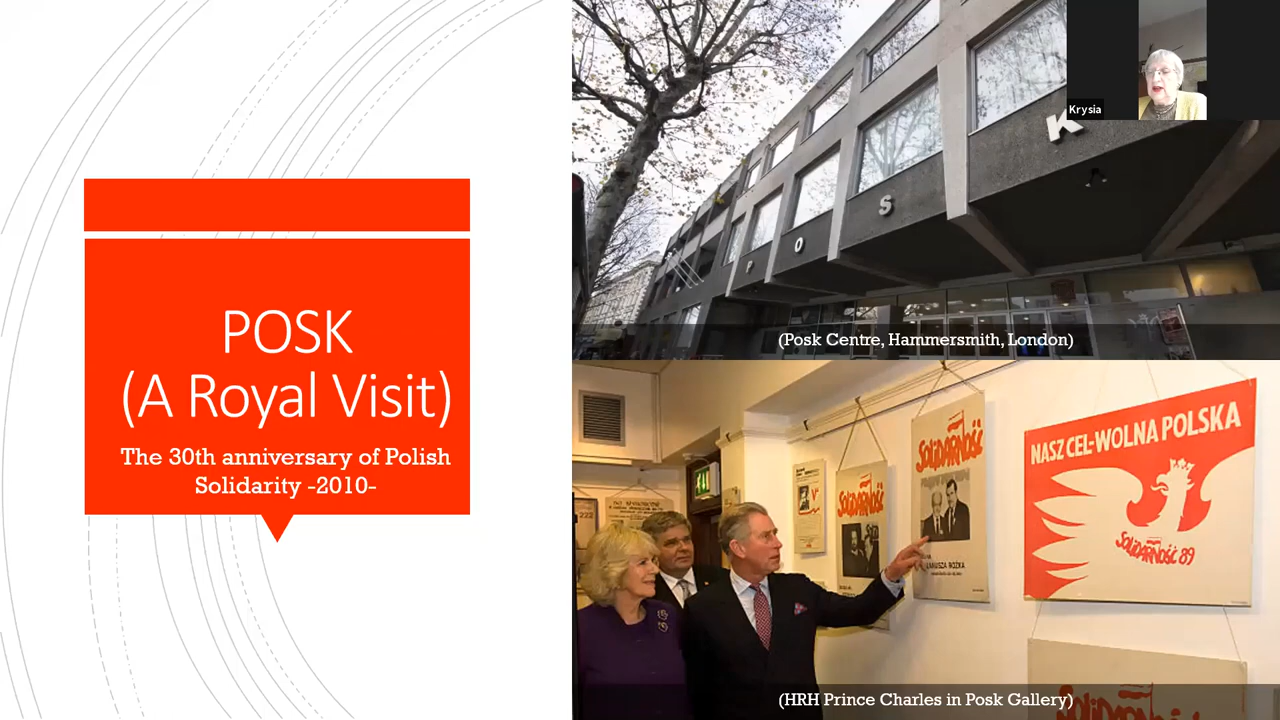 POSK
(A Royal Visit)
The 30th anniversary of Polish
Solidarity -2010-
Krysia
P O S K
(Posk Centre, Hammersmith, London)
NASZ CEL-WOLNA POLSKA
SOLIDARNOŚĆ
SOLIDARNOŚĆ
SOLIDARNOŚĆ 89
222
V
(HRH Prince Charles in Posk Gallery)